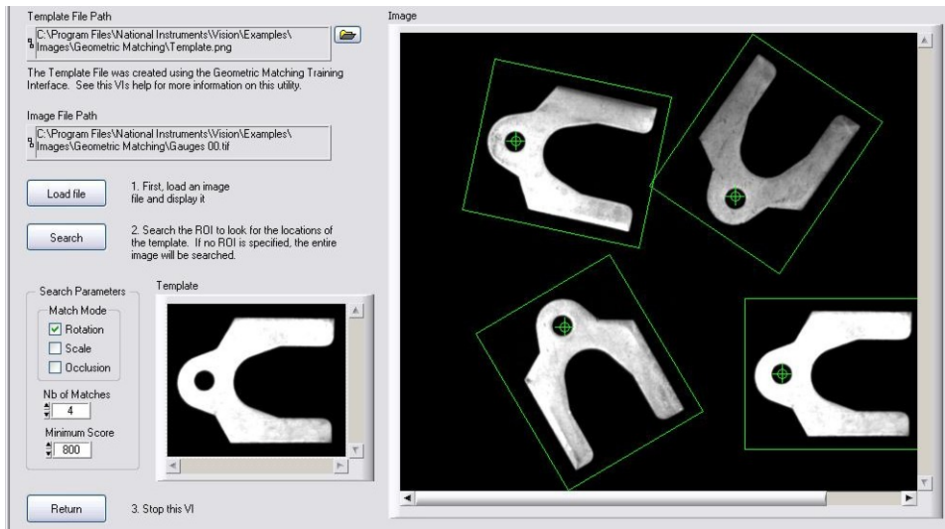 Template File Path
C:\Program Files\National Instruments\Vision\Examples\
Images\Geometric Matching\Template.png
The Template File was created using the Geometric Matching Training
Interface.  See this VIs help for more information on this utility.
Image File Path
C:\Program Files\National Instruments\Vision\Examples\
Images\Geometric Matching\Gauges 00.tif
Load file
1. First, load an image
file and display it
Search
2. Search the ROI to look for the locations of
the template.  If no ROI is specified, the entire
image will be searched.
Search Parameters
Match Mode
Rotation
Scale
Occlusion
Nb of Matches
4
Minimum Score
800
Template
Return
3. Stop this VI
Image